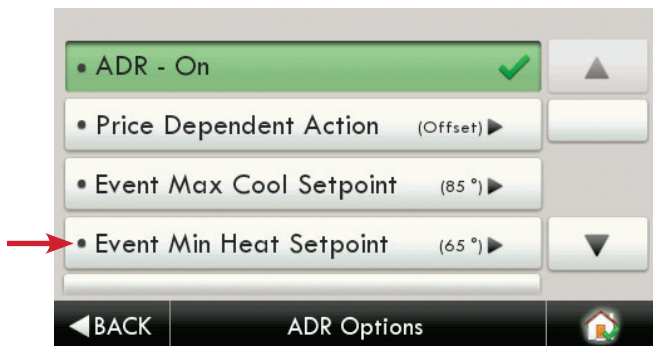 • ADR - On
• Price Dependent Action (Offset)
• Event Max Cool Setpoint (85 °)
• Event Min Heat Setpoint (65 °)
BACK ADR Options